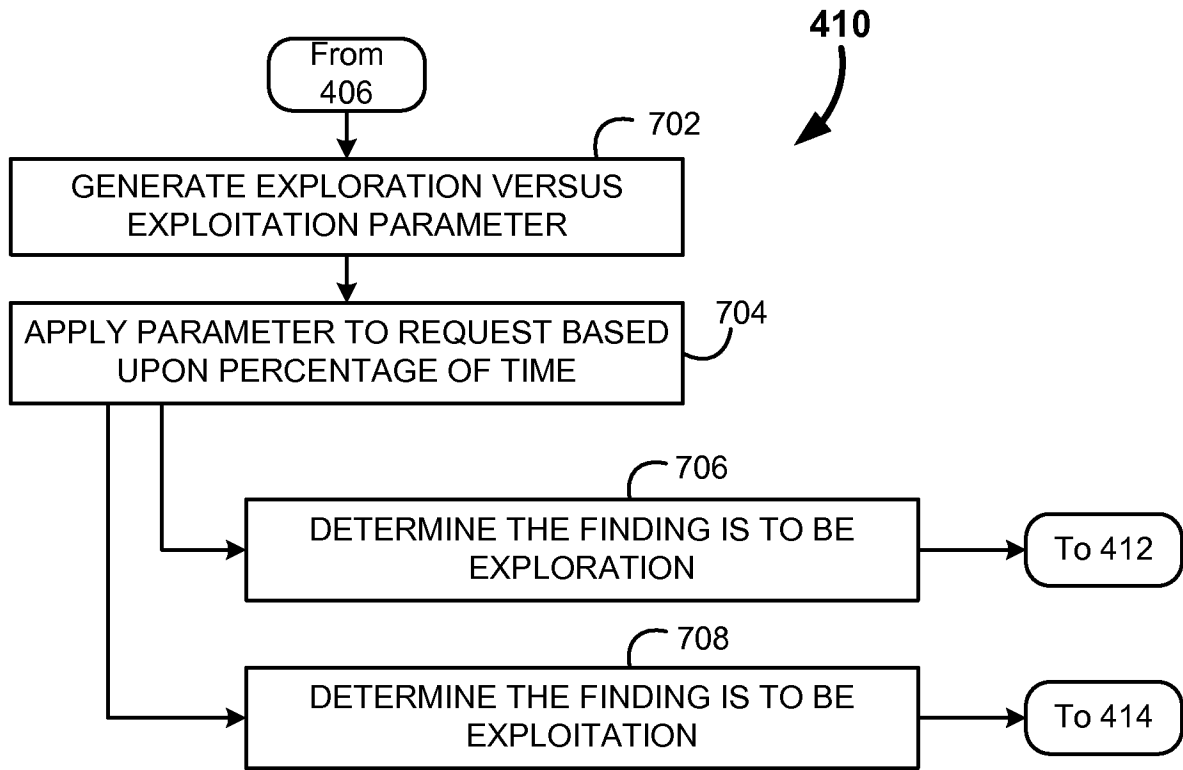 410
From
406
702
GENERATE EXPLORATION VERSUS
EXPLOITATION PARAMETER
704
APPLY PARAMETER TO REQUEST BASED
UPON PERCENTAGE OF TIME
706
DETERMINE THE FINDING IS TO BE
EXPLORATION
To 412
708
DETERMINE THE FINDING IS TO BE
EXPLOITATION
To 414